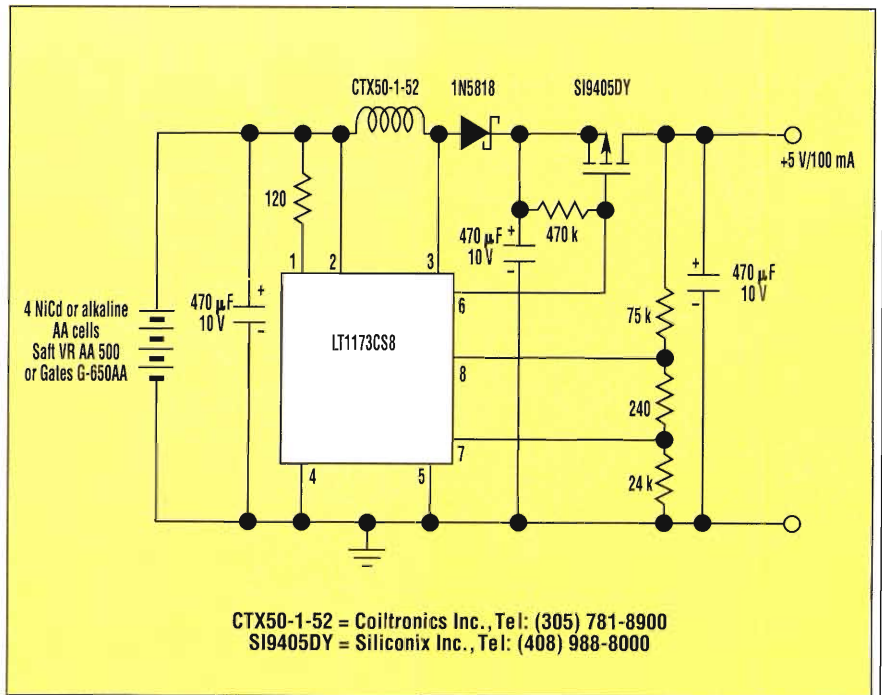 CTX50-1-52
1N5818
SI9405DY
+5 V/100 mA
120
470 k
470 µF
10 V
+
-
1
2
3
6
4 NiCd or alkaline
AA cells
Saft VR AA 500
or Gates G-650AA
470 µF
10 V
+
-
LT1173CS8
75 k
470 µF
10 V
+
-
8
240
7
24 k
4
5
CTX50-1-52 = Coiltronics Inc., Tel: (305) 781-8900
SI9405DY = Siliconix Inc., Tel: (408) 988-8000